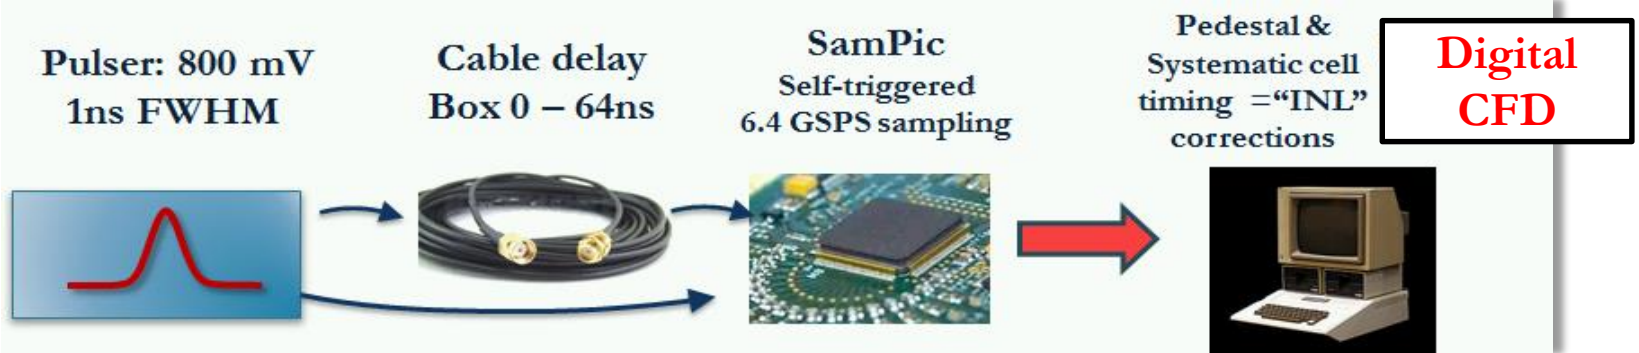 Pulser: 800 mV
1ns FWHM
Cable delay
Box 0 – 64ns
SamPic
Self-triggered
6.4 GSPS sampling
Pedestal &
Systematic cell
timing =“INL”
corrections
Digital
CFD